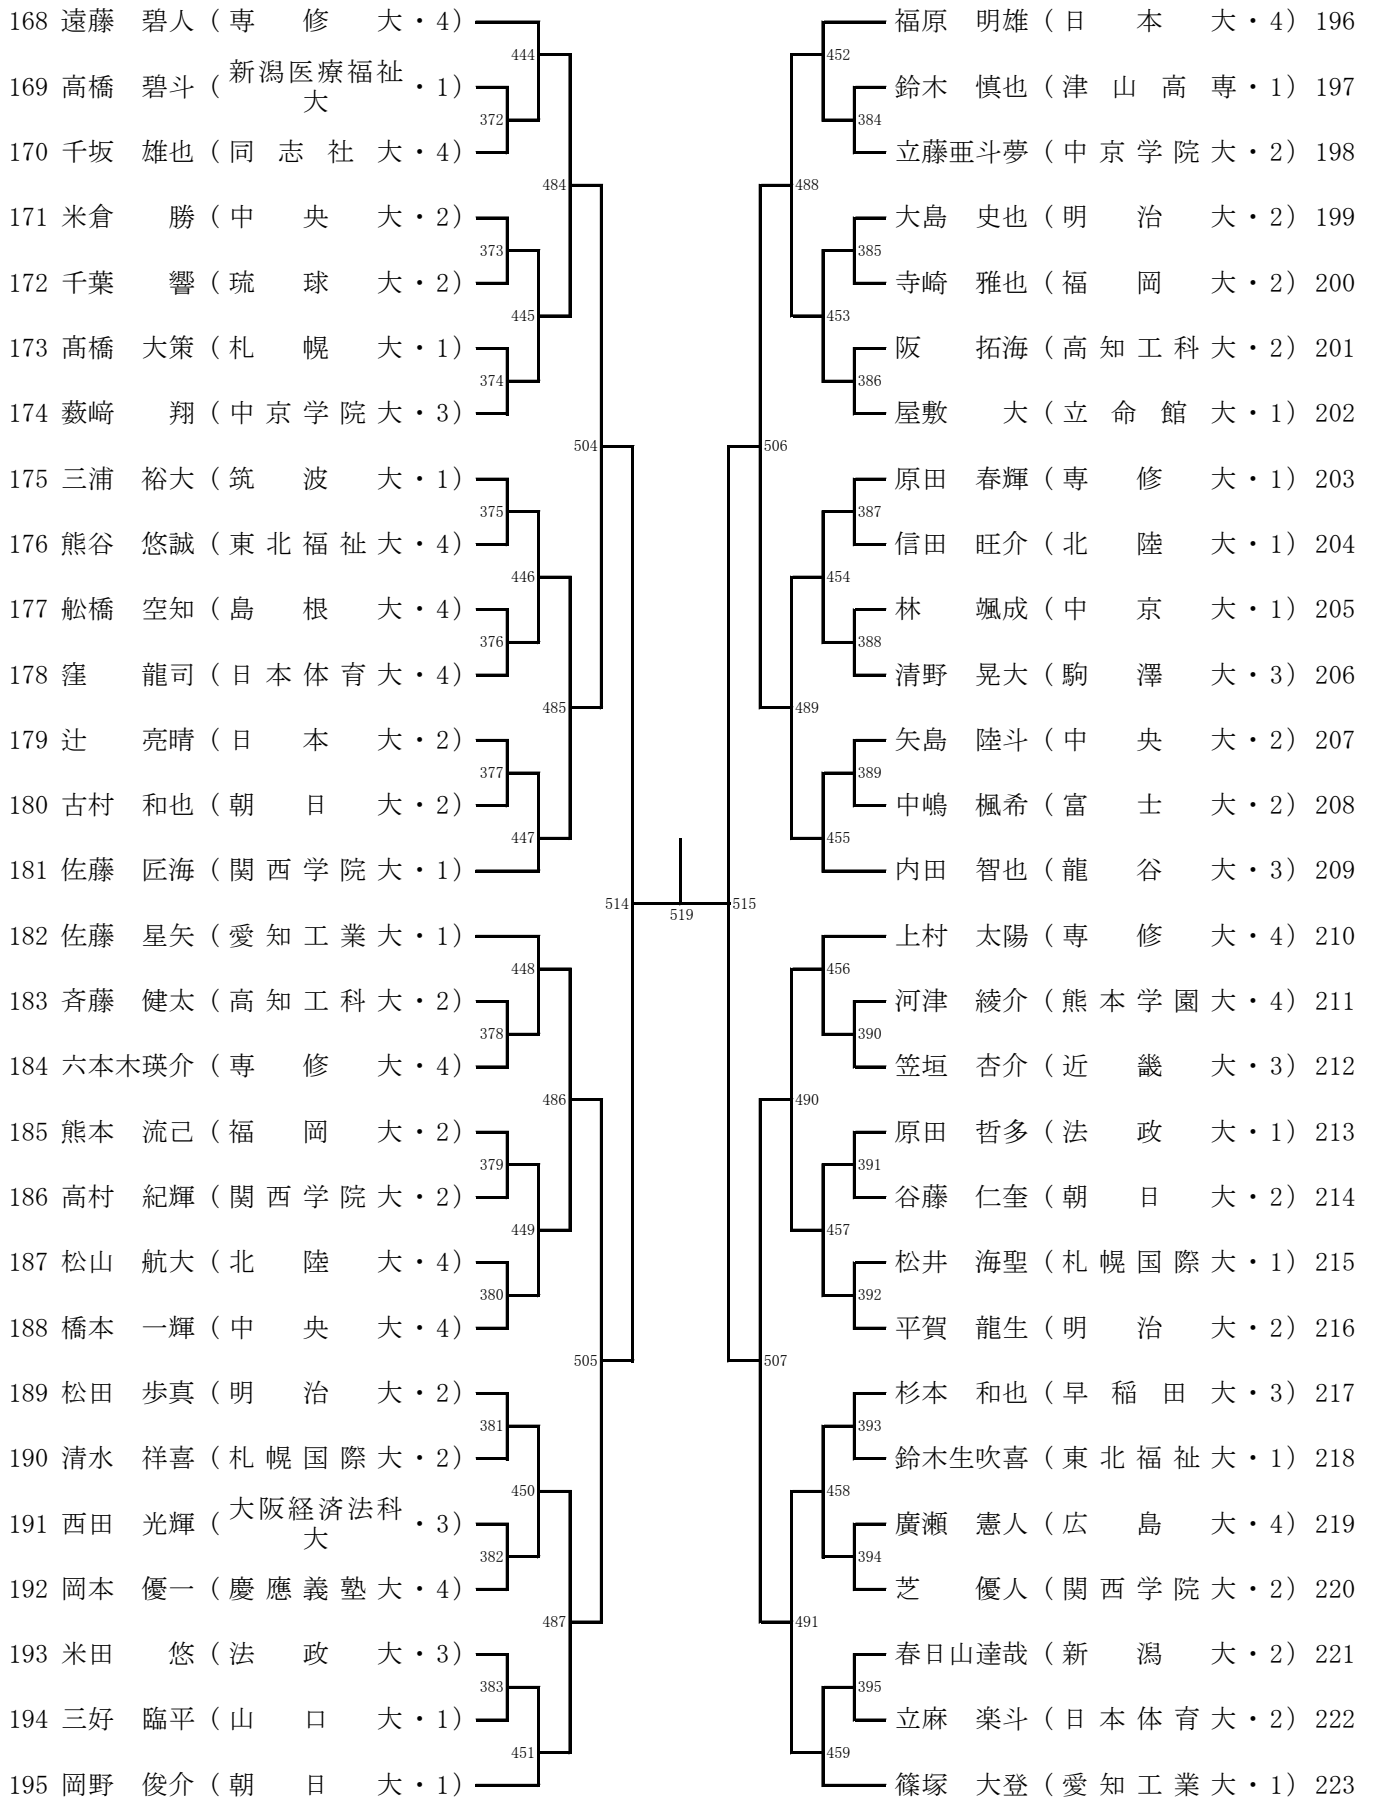 168 遠藤 碧人（専修大・4）
444
169 高橋 碧斗（新潟医療福祉大・1）
372
170 千坂 雄也（同志社大・4）
484
171 米倉 勝（中央大・2）
373
172 千葉 響（琉球大・2）
445
173 髙橋 大策（札幌大・1）
374
174 薮﨑 翔（中京学院大・3）
504
175 三浦 裕大（筑波大・1）
375
176 熊谷 悠誠（東北福祉大・4）
446
177 舩橋 空知（島根大・4）
376
178 窪 龍司（日本体育大・4）
485
179 辻 亮晴（日本大・2）
377
180 古村 和也（朝日大・2）
447
181 佐藤 匠海（関西学院大・1）
514
182 佐藤 星矢（愛知工業大・1）
448
183 斉藤 健太（高知工科大・2）
378
184 六本木瑛介（専修大・4）
486
185 熊本 流己（福岡大・2）
379
186 高村 紀輝（関西学院大・2）
449
187 松山 航大（北陸大・4）
380
188 橋本 一輝（中央大・4）
505
189 松田 歩真（明治大・2）
381
190 清水 祥喜（札幌国際大・2）
450
191 西田 光輝（大阪経済法科大・3）
382
192 岡本 優一（慶應義塾大・4）
487
193 米田 悠（法政大・3）
383
194 三好 臨平（山口大・1）
451
195 岡野 俊介（朝日大・1）
519
福原 明雄（日本大・4）196
452
鈴木 慎也（津山高専・1）197
384
立藤亜斗夢（中京学院大・2）198
488
大島 史也（明治大・2）199
385
寺崎 雅也（福岡大・2）200
453
阪 拓海（高知工科大・2）201
386
屋敷 大（立命館大・1）202
506
原田 春輝（専修大・1）203
387
信田 旺介（北陸大・1）204
454
林 颯成（中京大・1）205
388
清野 晃大（駒澤大・3）206
489
矢島 陸斗（中央大・2）207
389
中嶋 楓希（富士大・2）208
455
内田 智也（龍谷大・3）209
515
上村 太陽（専修大・4）210
456
河津 綾介（熊本学園大・4）211
390
笠垣 杏介（近畿大・3）212
490
原田 哲多（法政大・1）213
391
谷藤 仁奎（朝日大・2）214
457
松井 海聖（札幌国際大・1）215
392
平賀 龍生（明治大・2）216
507
杉本 和也（早稲田大・3）217
393
鈴木生吹喜（東北福祉大・1）218
458
廣瀬 憲人（広島大・4）219
394
芝 優人（関西学院大・2）220
491
春日山達哉（新潟大・2）221
395
立麻 楽斗（日本体育大・2）222
459
篠塚 大登（愛知工業大・1）223